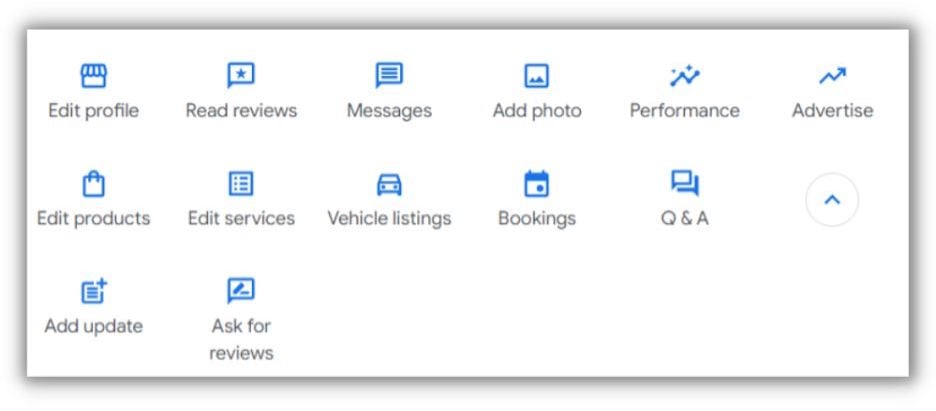 Edit profile
Read reviews
Messages
Add photo
Performance
Advertise
Edit products
Edit services
Vehicle listings
Bookings
Q & A
Add update
Ask for
reviews